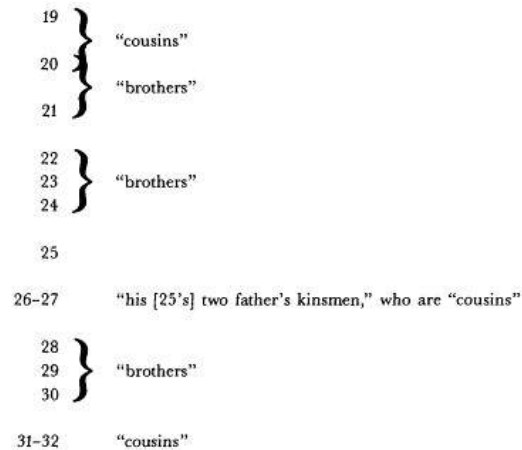 19
"cousins"
20
"brothers"
21
22
23 "brothers"
24
25
26–27 "his [25's] two father's kinsmen," who are "cousins"
28
29 "brothers"
30
31–32 "cousins"